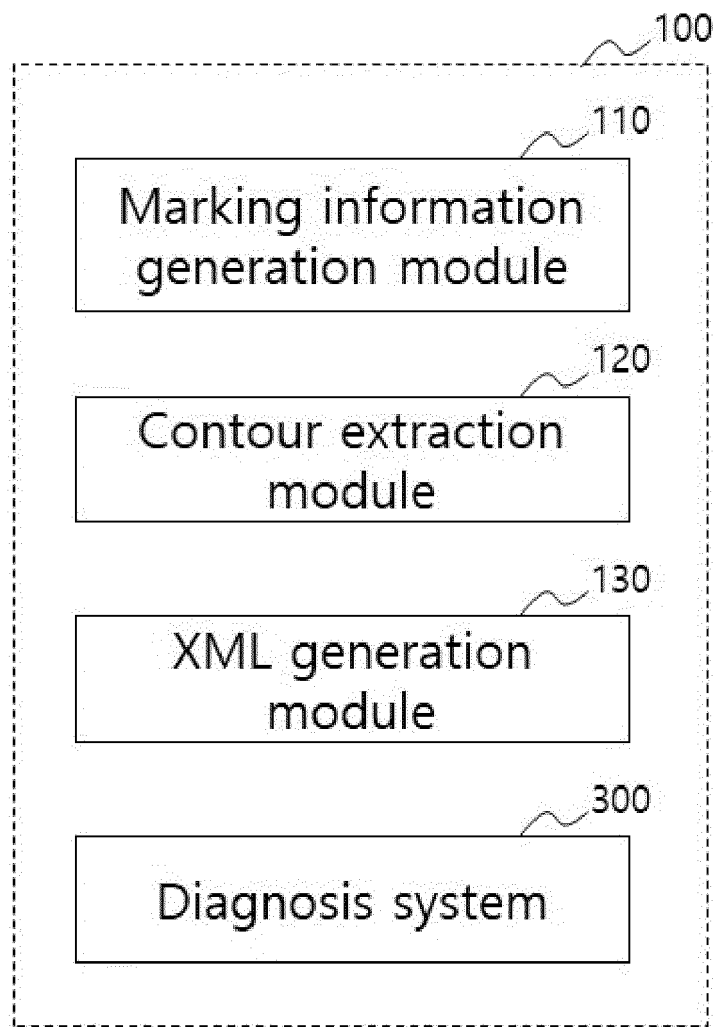 100
110
Marking information
generation module
120
Contour extraction
module
130
XML generation
module
300
Diagnosis system